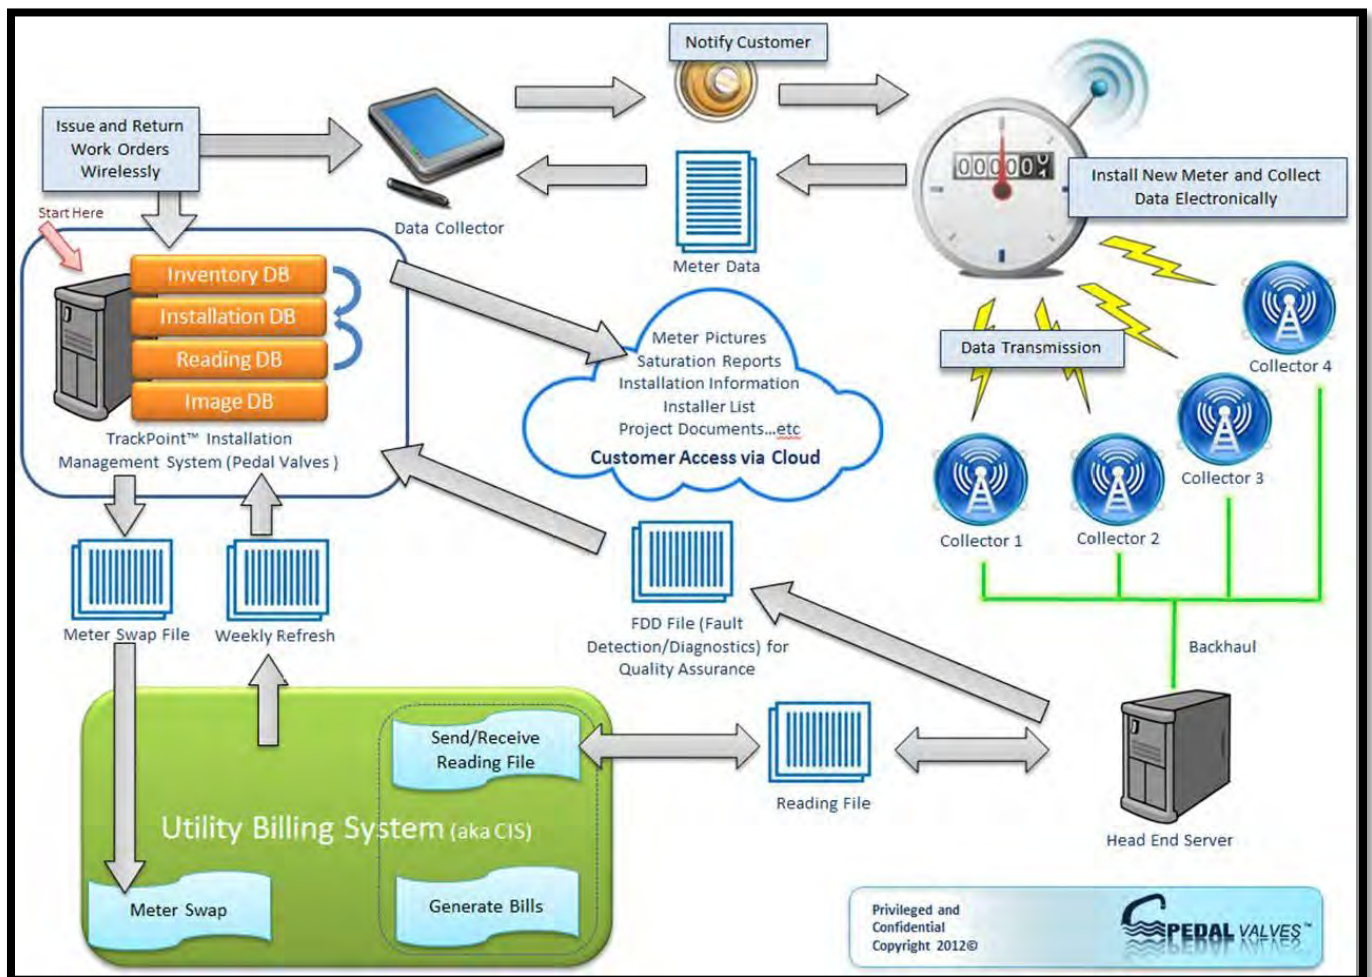 Notify Customer
Issue and Return
Work Orders
Wirelessly
Start Here
Data Collector
Meter Data
Install New Meter and Collect
Data Electronically
Inventory DB
Installation DB
Reading DB
Image DB
TrackPoint™ Installation
Management System (Pedal Valves )
Meter Pictures
Saturation Reports
Installation Information
Installer List
Project Documents...etc
Customer Access via Cloud
Data Transmission
Collector 4
Collector 3
Collector 1
Collector 2
Meter Swap File
Weekly Refresh
FDD File (Fault
Detection/Diagnostics) for
Quality Assurance
Backhaul
Send/Receive
Reading File
Reading File
Head End Server
Utility Billing System (aka CIS)
Meter Swap
Generate Bills
Privileged and
Confidential
Copyright 2012©
PEDAL VALVES™